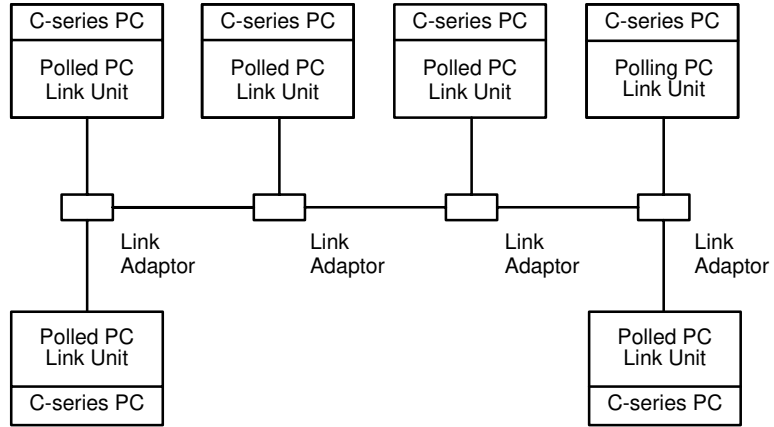 C-series PC
Polled PC
Link Unit
C-series PC
Polled PC
Link Unit
C-series PC
Polled PC
Link Unit
C-series PC
Polling PC
Link Unit
Link
Adaptor
Link
Adaptor
Link
Adaptor
Link
Adaptor
Polled PC
Link Unit
C-series PC
Polled PC
Link Unit
C-series PC